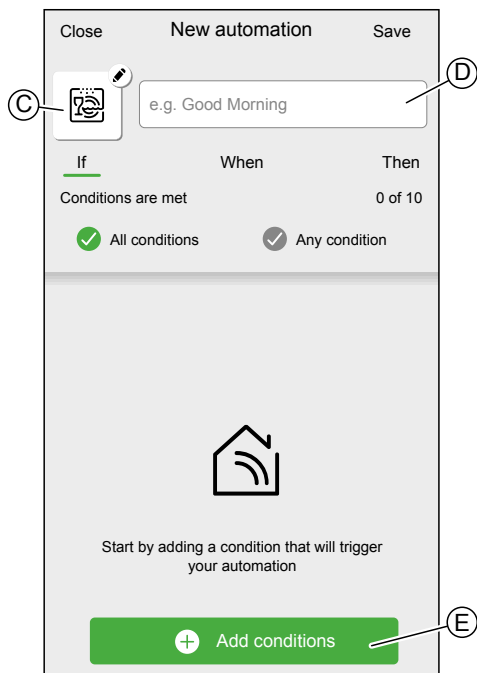 Close New automation Save
C
D
e.g. Good Morning
If When Then
Conditions are met 0 of 10
All conditions Any condition
Start by adding a condition that will trigger
your automation
Add conditions
E